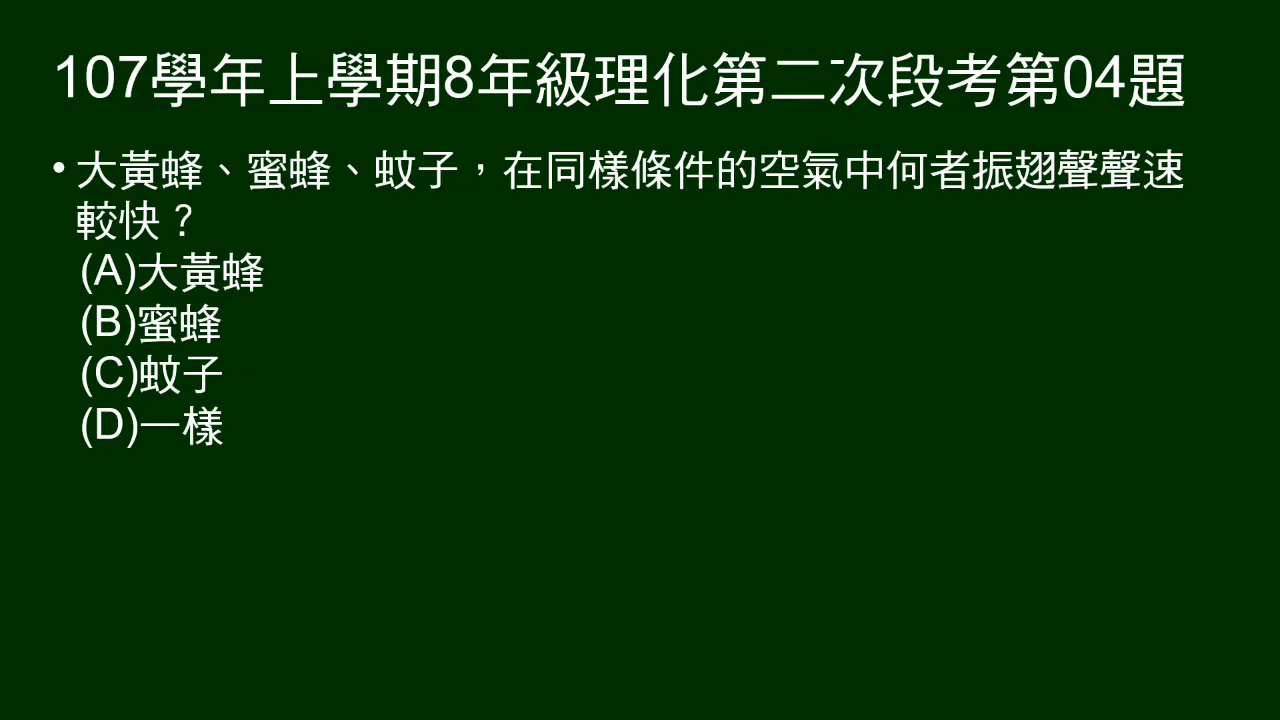 107學年上學期8年級理化第二次段考第04題
• 大黃蜂、蜜蜂、蚊子，在同樣條件的空氣中何者振翅聲聲速
較快？
(A)大黃蜂
(B)蜜蜂
(C)蚊子
(D)一樣